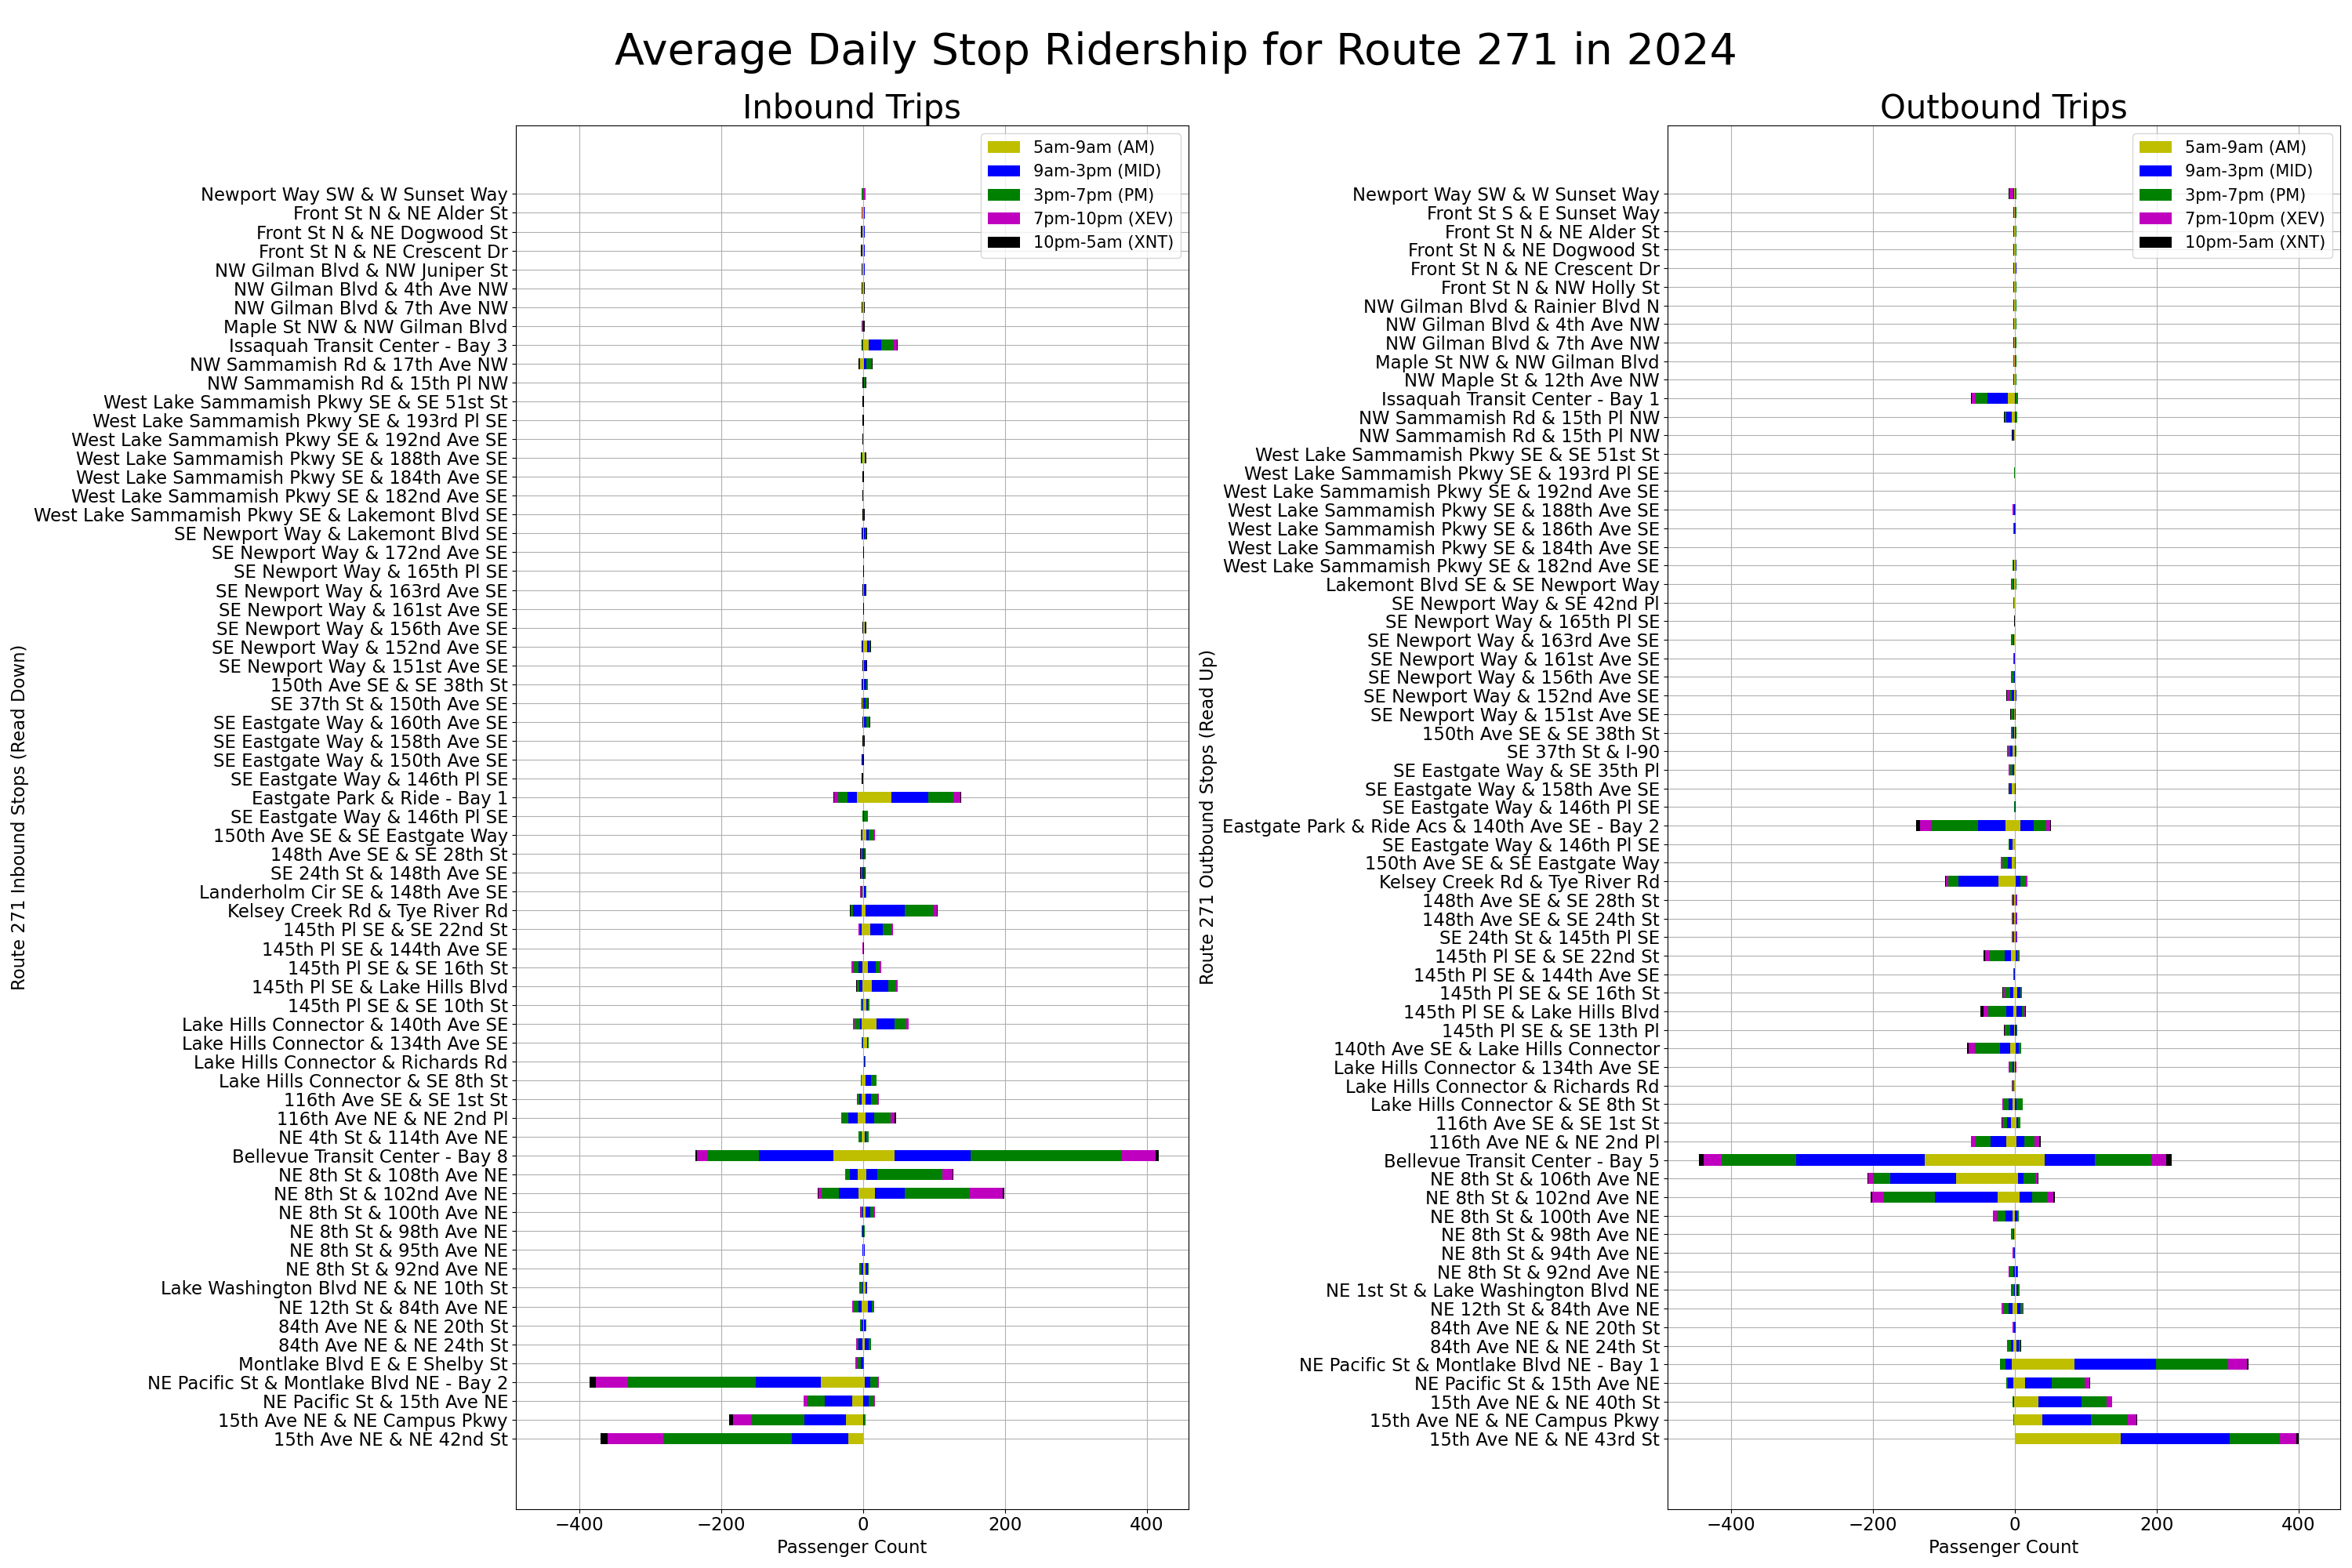 Average Daily Stop Ridership for Route 271 in 2024
Inbound Trips
5am-9am (AM)
9am-3pm (MID)
3pm-7pm (PM)
7pm-10pm (XEV)
10pm-5am (XNT)
Route 271 Inbound Stops (Read Down)
Newport Way SW & W Sunset Way
Front St N & NE Alder St
Front St N & NE Dogwood St
Front St N & NE Crescent Dr
NW Gilman Blvd & NW Juniper St
NW Gilman Blvd & 4th Ave NW
NW Gilman Blvd & 7th Ave NW
Maple St NW & NW Gilman Blvd
Issaquah Transit Center - Bay 3
NW Sammamish Rd & 17th Ave NW
NW Sammamish Rd & 15th Pl NW
West Lake Sammamish Pkwy SE & SE 51st St
West Lake Sammamish Pkwy SE & 193rd Pl SE
West Lake Sammamish Pkwy SE & 192nd Ave SE
West Lake Sammamish Pkwy SE & 188th Ave SE
West Lake Sammamish Pkwy SE & 184th Ave SE
West Lake Sammamish Pkwy SE & 182nd Ave SE
West Lake Sammamish Pkwy SE & Lakemont Blvd SE
SE Newport Way & Lakemont Blvd SE
SE Newport Way & 172nd Ave SE
SE Newport Way & 165th Pl SE
SE Newport Way & 163rd Ave SE
SE Newport Way & 161st Ave SE
SE Newport Way & 156th Ave SE
SE Newport Way & 152nd Ave SE
SE Newport Way & 151st Ave SE
150th Ave SE & SE 38th St
SE 37th St & 150th Ave SE
SE Eastgate Way & 160th Ave SE
SE Eastgate Way & 158th Ave SE
SE Eastgate Way & 150th Ave SE
SE Eastgate Way & 146th Pl SE
Eastgate Park & Ride - Bay 1
SE Eastgate Way & 146th Pl SE
150th Ave SE & SE Eastgate Way
148th Ave SE & SE 28th St
SE 24th St & 148th Ave SE
Landerholm Cir SE & 148th Ave SE
Kelsey Creek Rd & Tye River Rd
145th Pl SE & SE 22nd St
145th Pl SE & SE 144th Ave SE
145th Pl SE & SE 16th St
145th Pl SE & Lake Hills Blvd
145th Pl SE & SE 10th St
Lake Hills Connector & 140th Ave SE
Lake Hills Connector & 134th Ave SE
Lake Hills Connector & Richards Rd
Lake Hills Connector & SE 8th St
116th Ave SE & SE 1st St
116th Ave NE & NE 2nd Pl
NE 4th St & 114th Ave NE
Bellevue Transit Center - Bay 8
NE 8th St & 108th Ave NE
NE 8th St & 102nd Ave NE
NE 8th St & 100th Ave NE
NE 8th St & 98th Ave NE
NE 8th St & 95th Ave NE
NE 8th St & 92nd Ave NE
Lake Washington Blvd NE & NE 10th St
NE 12th St & 84th Ave NE
84th Ave NE & NE 20th St
84th Ave NE & NE 24th St
Montlake Blvd E & E Shelby St
NE Pacific St & Montlake Blvd NE - Bay 2
NE Pacific St & 15th Ave NE
15th Ave NE & NE Campus Pkwy
15th Ave NE & NE 42nd St
−400 −200 0 200 400
Passenger Count
Outbound Trips
5am-9am (AM)
9am-3pm (MID)
3pm-7pm (PM)
7pm-10pm (XEV)
10pm-5am (XNT)
Route 271 Outbound Stops (Read Up)
Newport Way SW & W Sunset Way
Front St S & E Sunset Way
Front St N & NE Alder St
Front St N & NE Dogwood St
Front St N & NE Crescent Dr
Front St N & NW Holly St
NW Gilman Blvd & Rainier Blvd N
NW Gilman Blvd & 4th Ave NW
NW Gilman Blvd & 7th Ave NW
Maple St NW & NW Gilman Blvd
NW Maple St & 12th Ave NW
Issaquah Transit Center - Bay 1
NW Sammamish Rd & 15th Pl NW
NW Sammamish Rd & 15th Pl NW
West Lake Sammamish Pkwy SE & SE 51st St
West Lake Sammamish Pkwy SE & 193rd Pl SE
West Lake Sammamish Pkwy SE & 192nd Ave SE
West Lake Sammamish Pkwy SE & 188th Ave SE
West Lake Sammamish Pkwy SE & 186th Ave SE
West Lake Sammamish Pkwy SE & 184th Ave SE
West Lake Sammamish Pkwy SE & 182nd Ave SE
Lakemont Blvd SE & SE Newport Way
SE Newport Way & SE 42nd Pl
SE Newport Way & 165th Pl SE
SE Newport Way & 163rd Ave SE
SE Newport Way & 161st Ave SE
SE Newport Way & 156th Ave SE
SE Newport Way & 152nd Ave SE
SE Newport Way & 151st Ave SE
150th Ave SE & SE 38th St
SE 37th St & I-90
SE Eastgate Way & SE 35th Pl
SE Eastgate Way & 158th Ave SE
SE Eastgate Way & 146th Pl SE
Eastgate Park & Ride Acs & 140th Ave SE - Bay 2
SE Eastgate Way & 146th Pl SE
150th Ave SE & SE Eastgate Way
Kelsey Creek Rd & Tye River Rd
148th Ave SE & SE 28th St
148th Ave SE & SE 24th St
SE 24th St & 145th Pl SE
145th Pl SE & SE 22nd St
145th Pl SE & SE 144th Ave SE
145th Pl SE & SE 16th St
145th Pl SE & Lake Hills Blvd
145th Pl SE & SE 13th Pl
140th Ave SE & Lake Hills Connector
Lake Hills Connector & 134th Ave SE
Lake Hills Connector & Richards Rd
Lake Hills Connector & SE 8th St
116th Ave SE & SE 1st St
116th Ave NE & NE 2nd Pl
Bellevue Transit Center - Bay 5
NE 8th St & 106th Ave NE
NE 8th St & 102nd Ave NE
NE 8th St & 100th Ave NE
NE 8th St & 98th Ave NE
NE 8th St & 94th Ave NE
NE 8th St & 92nd Ave NE
NE 1st St & Lake Washington Blvd NE
NE 12th St & 84th Ave NE
84th Ave NE & NE 20th St
84th Ave NE & NE 24th St
NE Pacific St & Montlake Blvd NE - Bay 1
NE Pacific St & 15th Ave NE
15th Ave NE & NE 40th St
15th Ave NE & NE Campus Pkwy
15th Ave NE & NE 43rd St
−400 −200 0 200 400
Passenger Count